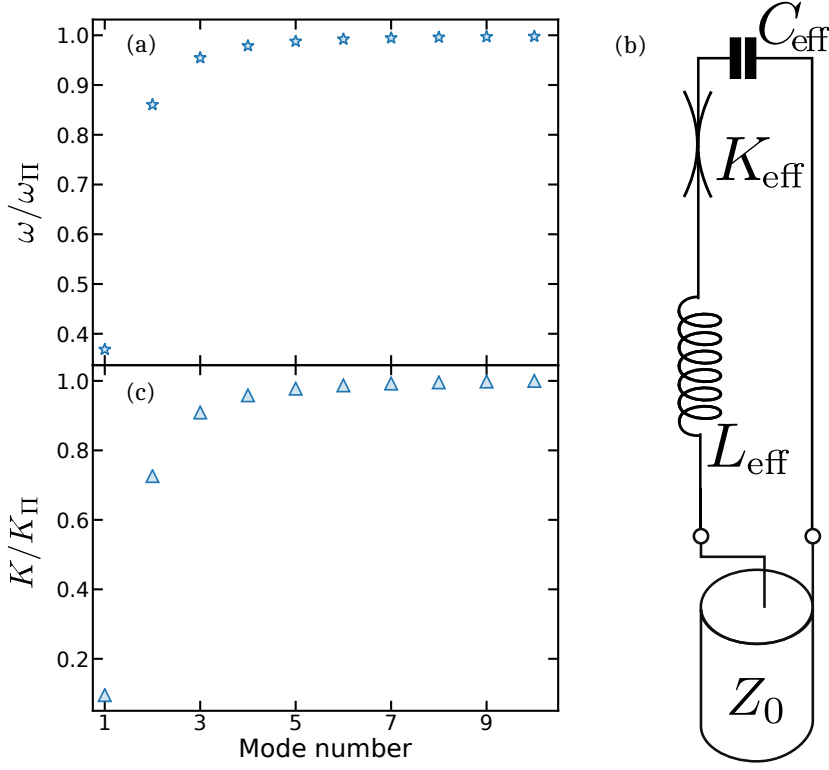 (a)
1.0
0.9
0.8
0.7
0.6
0.5
0.4
ω/ω_Π
(c)
1.0
0.8
0.6
0.4
0.2
K/K_Π
1 3 5 7 9
Mode number
(b)
C_eff
K_eff
L_eff
Z_0